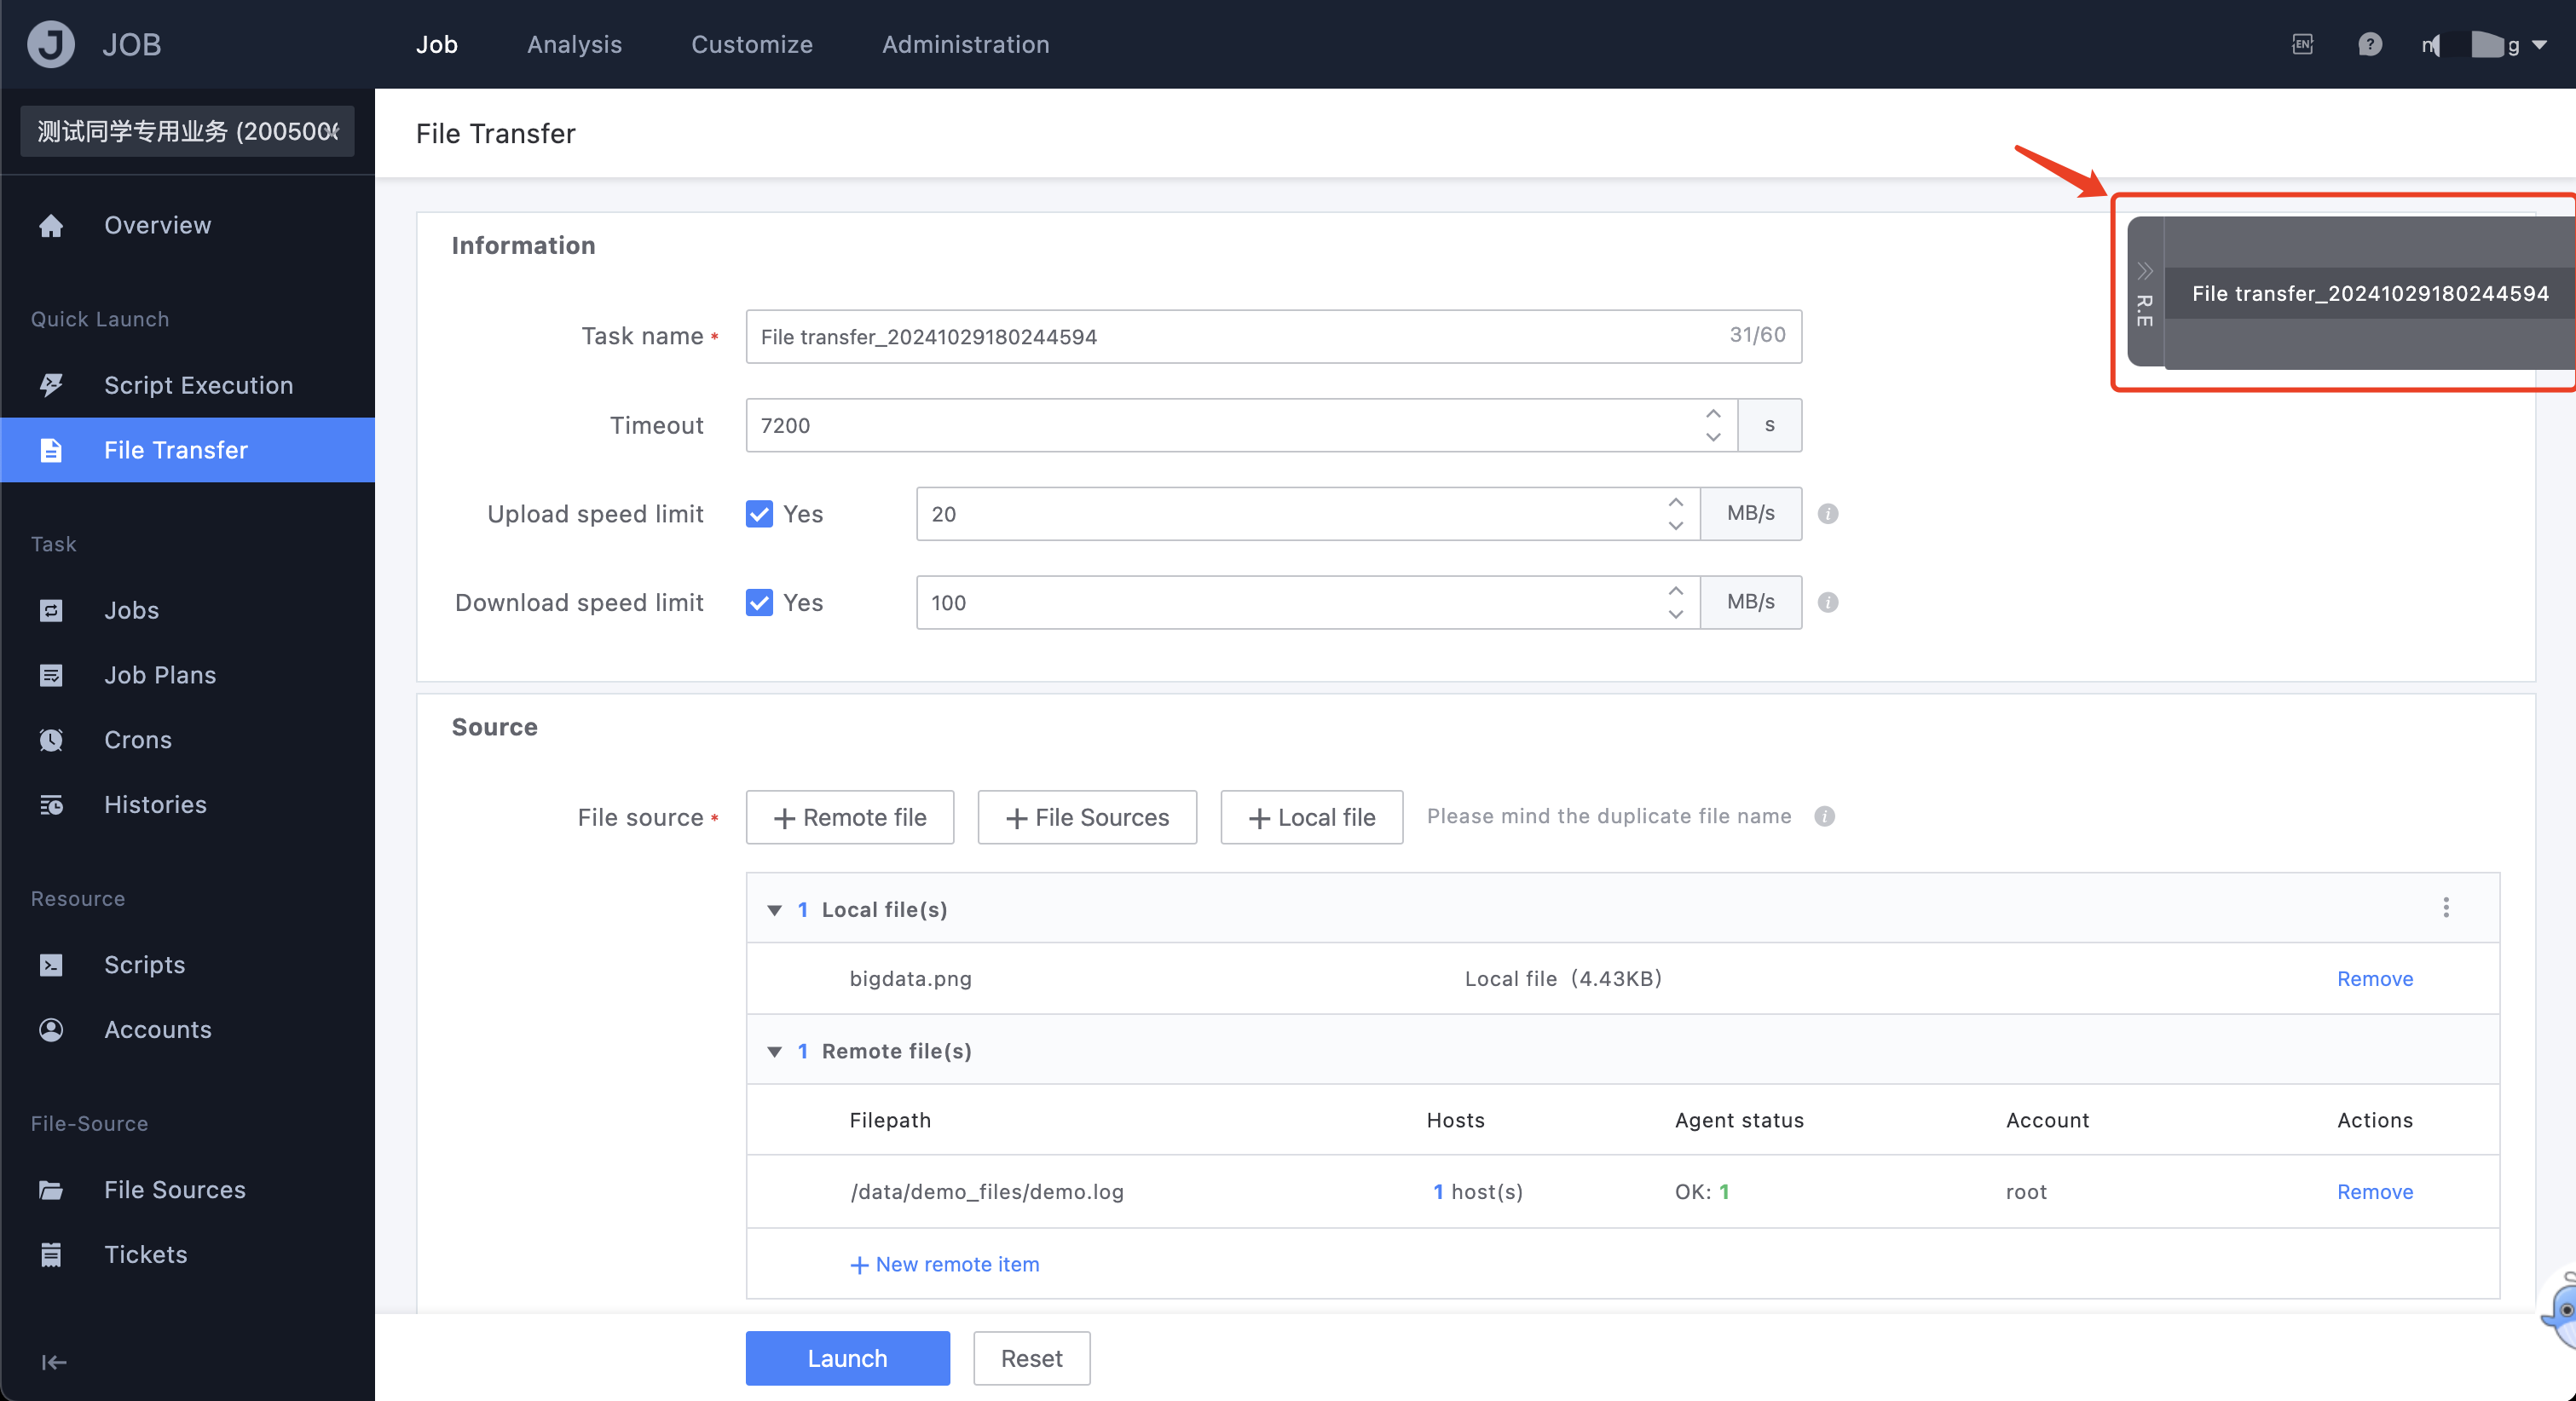 JOB
Job Analysis Customize Administration
EN ?
测试同学专用业务 (200500
Overview
Quick Launch
Script Execution
File Transfer
Task
Jobs
Job Plans
Crons
Histories
Resource
Scripts
Accounts
File-Source
File Sources
Tickets
File Transfer
Information
Task name * File transfer_20241029180244594 31/60
Timeout 7200 s
Upload speed limit Yes 20 MB/s
Download speed limit Yes 100 MB/s
R.E
File transfer_20241029180244594
Source
File source * + Remote file + File Sources + Local file Please mind the duplicate file name
1 Local file(s)
bigdata.png Local file (4.43KB) Remove
1 Remote file(s)
Filepath Hosts Agent status Account Actions
/data/demo_files/demo.log 1 host(s) OK: 1 root Remove
+ New remote item
Launch Reset